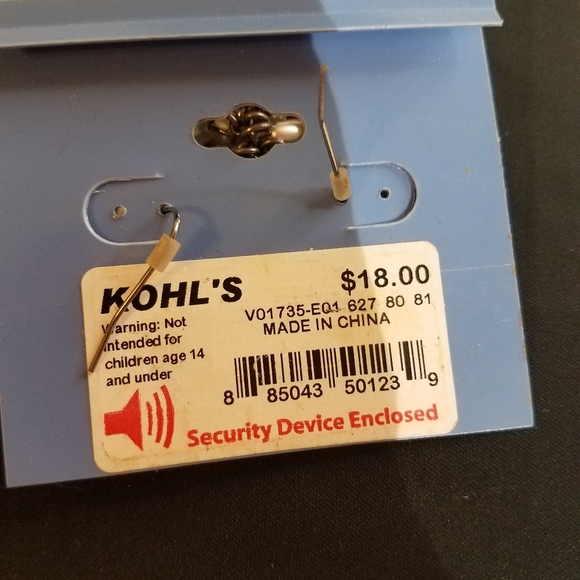 KOHL'S
$18.00
V01735-E01 627 80 81
MADE IN CHINA
Warning: Not
intended for
children age 14
and under
8 85043 50123 9
Security Device Enclosed